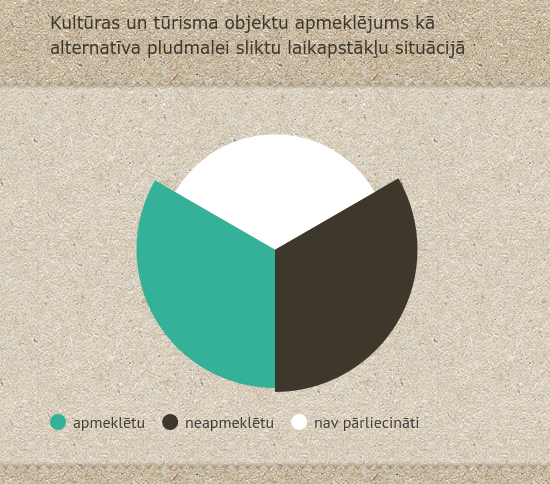 Kultūras un tūrisma objektu apmeklējums kā
alternatīva pludmalei sliktu laikapstākļu situācijā
apmeklētu neapmeklētu nav pārliecināti